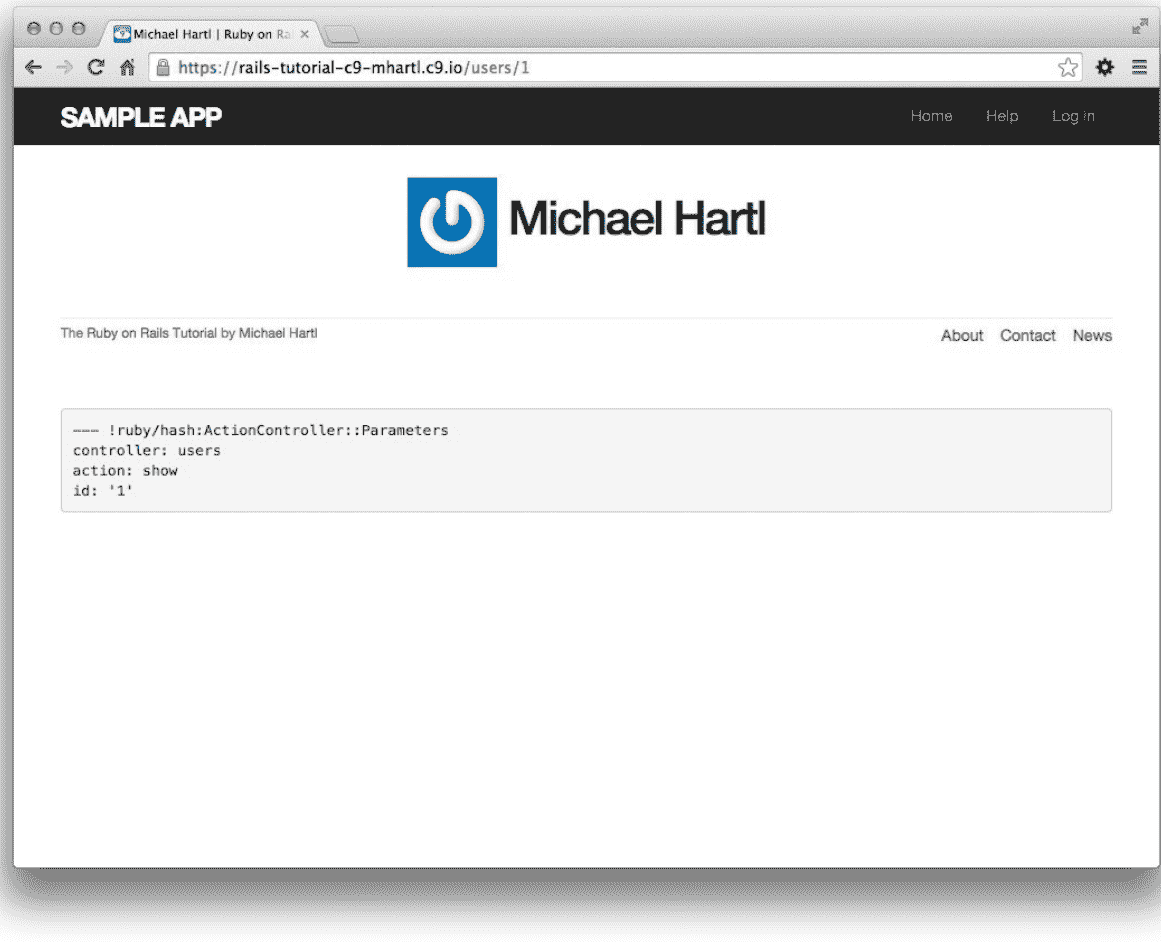 Michael Hartl | Ruby on Ra
https://rails-tutorial-c9-mhartl.c9.io/users/1
SAMPLE APP Home Help Log in
Michael Hartl
The Ruby on Rails Tutorial by Michael Hartl About Contact News
--- !ruby/hash:ActionController::Parameters
controller: users
action: show
id: '1'